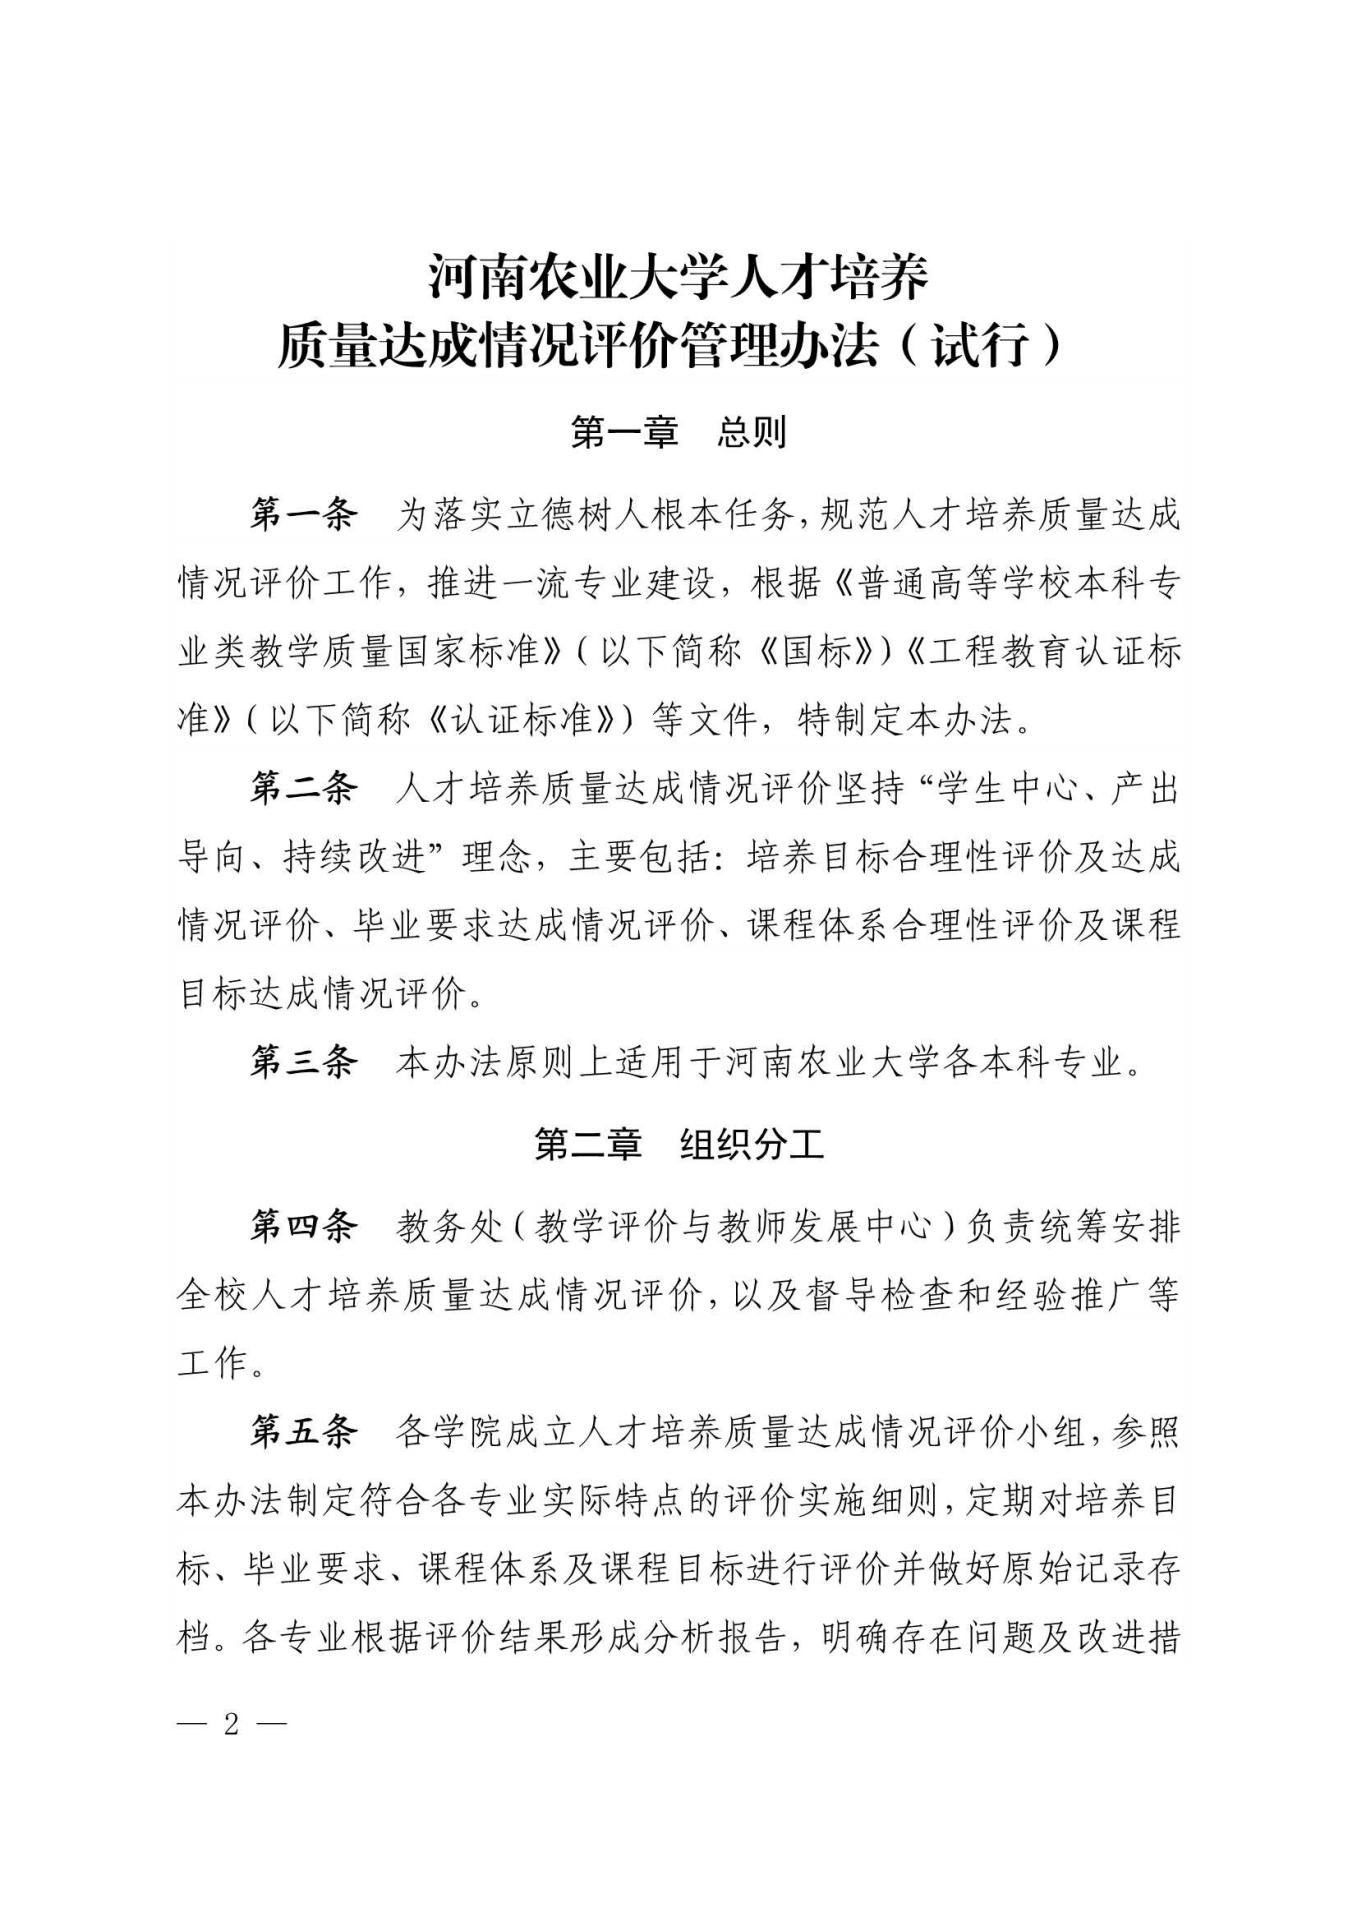 河南农业大学人才培养
质量达成情况评价管理办法（试行）
第一章　总则
第一条　为落实立德树人根本任务，规范人才培养质量达成
情况评价工作，推进一流专业建设，根据《普通高等学校本科专
业类教学质量国家标准》（以下简称《国标》）《工程教育认证标
准》（以下简称《认证标准》）等文件，特制定本办法。
第二条　人才培养质量达成情况评价坚持“学生中心、产出
导向、持续改进”理念，主要包括：培养目标合理性评价及达成
情况评价、毕业要求达成情况评价、课程体系合理性评价及课程
目标达成情况评价。
第三条　本办法原则上适用于河南农业大学各本科专业。
第二章　组织分工
第四条　教务处（教学评价与教师发展中心）负责统筹安排
全校人才培养质量达成情况评价，以及督导检查和经验推广等
工作。
第五条　各学院成立人才培养质量达成情况评价小组，参照
本办法制定符合各专业实际特点的评价实施细则，定期对培养目
标、毕业要求、课程体系及课程目标进行评价并做好原始记录存
档。各专业根据评价结果形成分析报告，明确存在问题及改进措
— 2 —